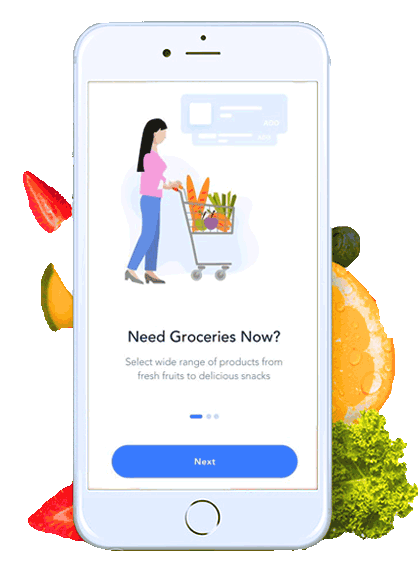 ADD
Need Groceries Now?
Select wide range of products from
fresh fruits to delicious snacks
Next